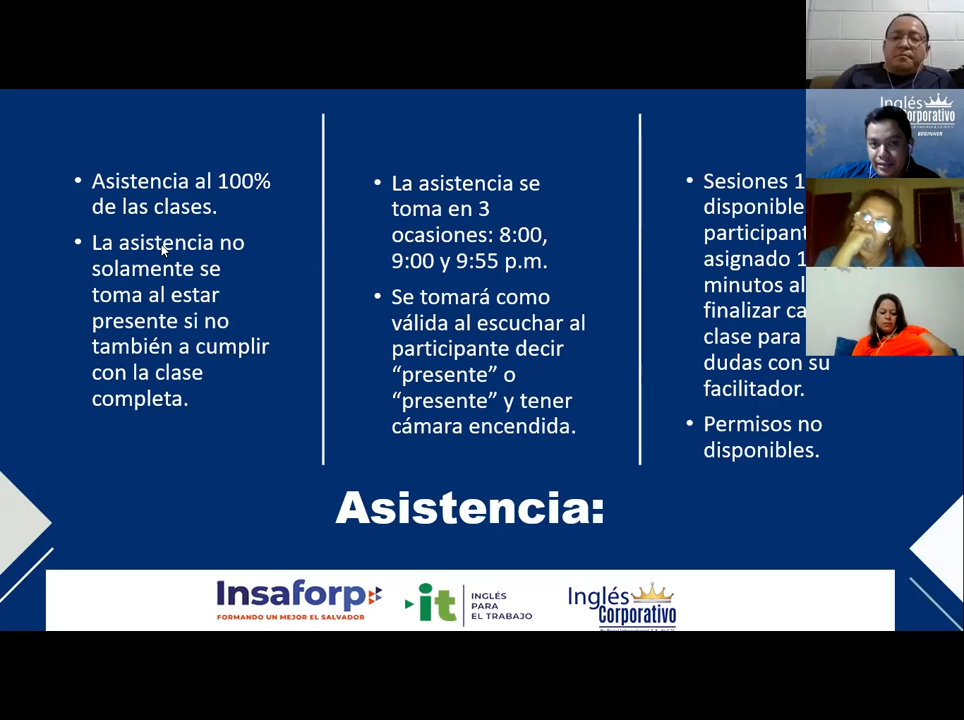 • Asistencia al 100%
de las clases.
• La asistencia no
solamente se
toma al estar
presente si no
también a cumplir
con la clase
completa.
• La asistencia se
toma en 3
ocasiones: 8:00,
9:00 y 9:55 p.m.
• Se tomará como
válida al escuchar al
participante decir
“presente” o
“presente” y tener
cámara encendida.
• Sesiones 1
disponible
participant
asignado 1
minutos al
finalizar ca
clase para
dudas con su
facilitador.
• Permisos no
disponibles.
Asistencia:
Insaforp
FORMANDO UN MEJOR EL SALVADOR
it
INGLÉS
PARA
EL TRABAJO
Inglés
Corporativo
Inglés
Corporativo
BEGINNER